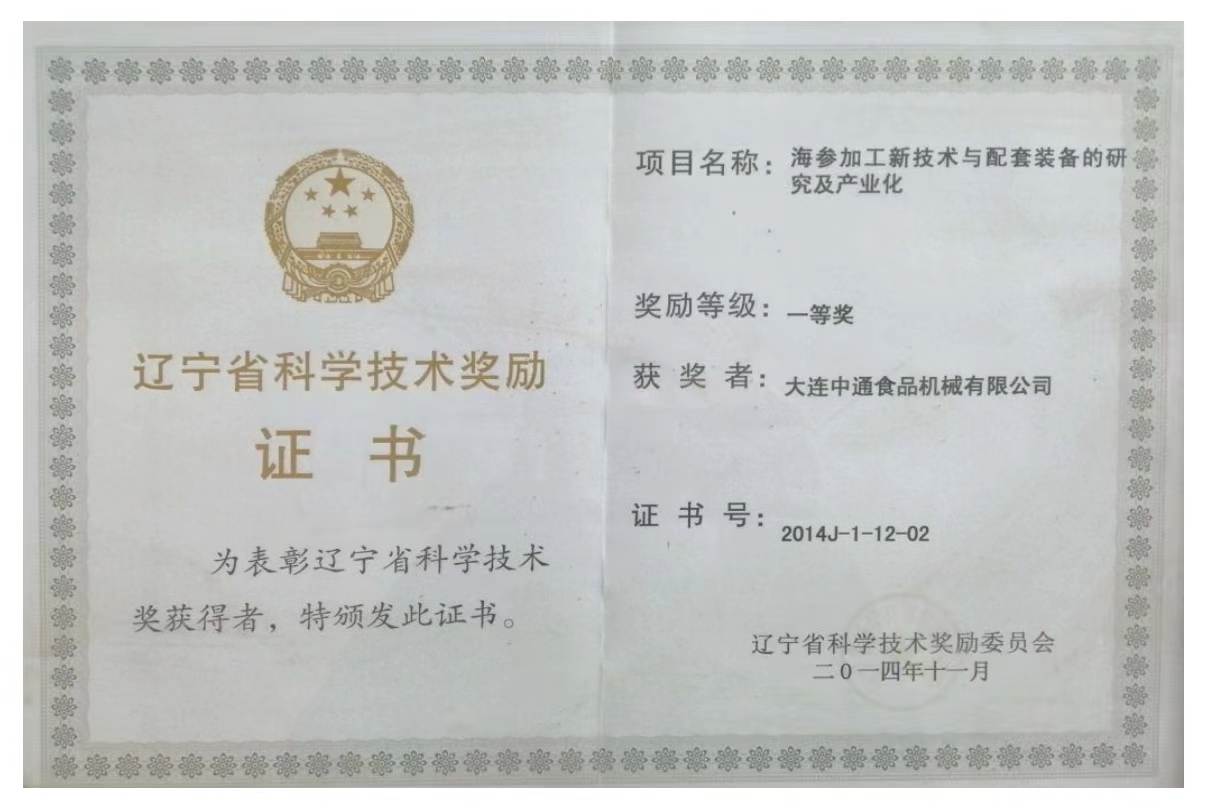 辽宁省科学技术奖励
证 书
为表彰辽宁省科学技术
奖获得者，特颁发此证书。
项目名称：海参加工新技术与配套装备的研
究及产业化
奖励等级：一等奖
获 奖 者：大连中通食品机械有限公司
证 书 号：2014J-1-12-02
辽宁省科学技术奖励委员会
二0一四年十一月